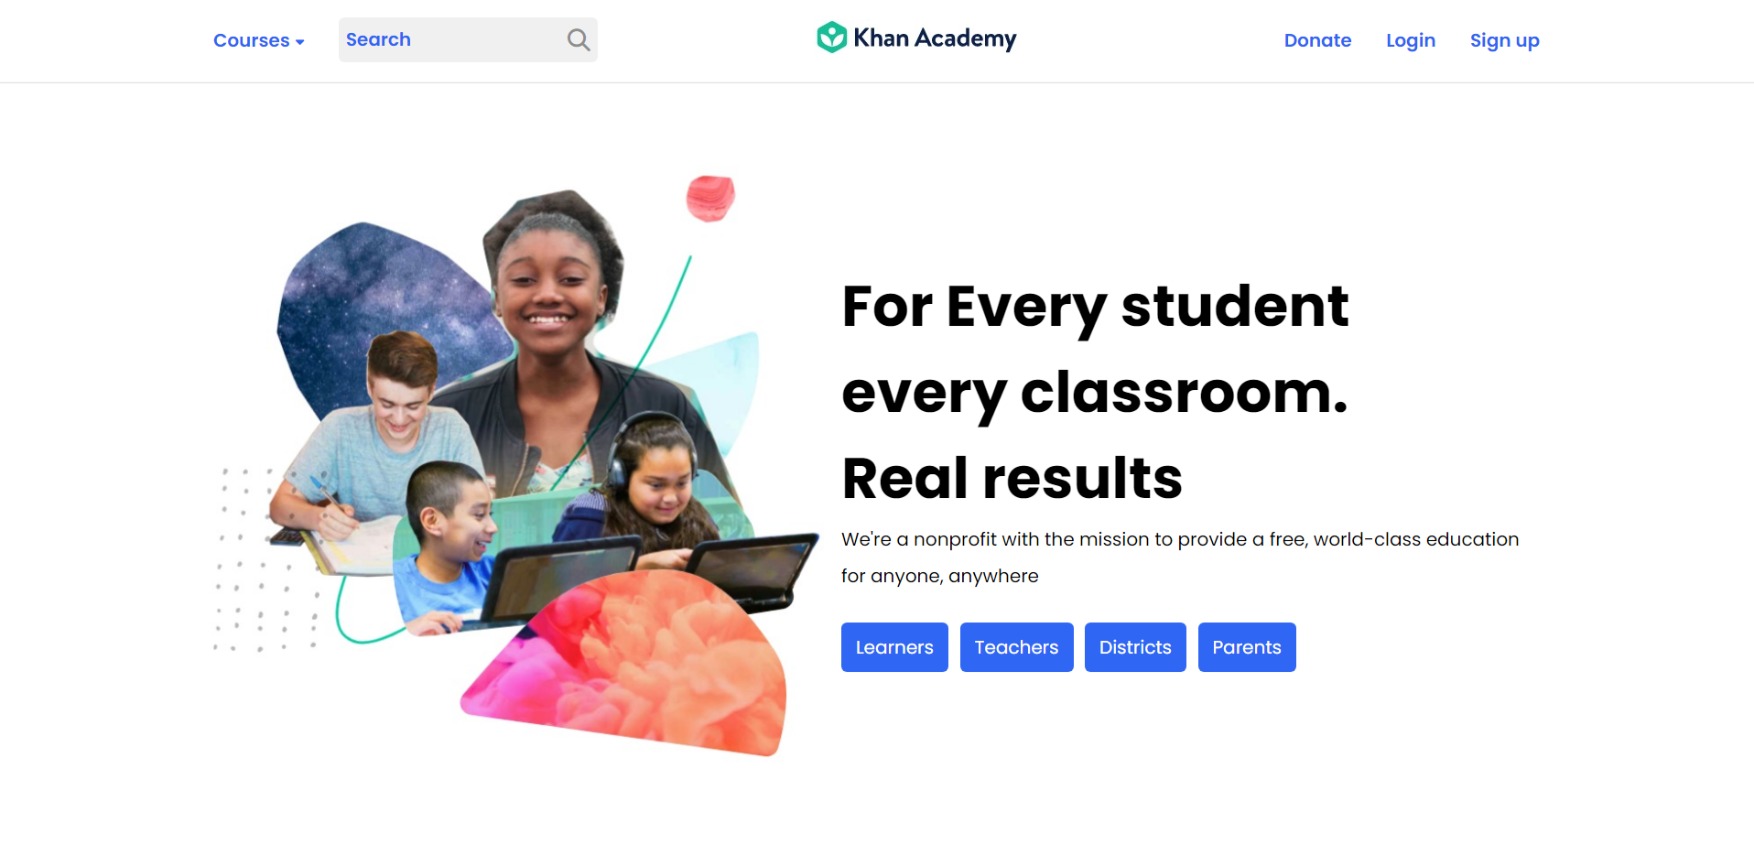 Courses
Search
Khan Academy
Donate
Login
Sign up
For Every student
every classroom.
Real results
We're a nonprofit with the mission to provide a free, world-class education
for anyone, anywhere
Learners
Teachers
Districts
Parents